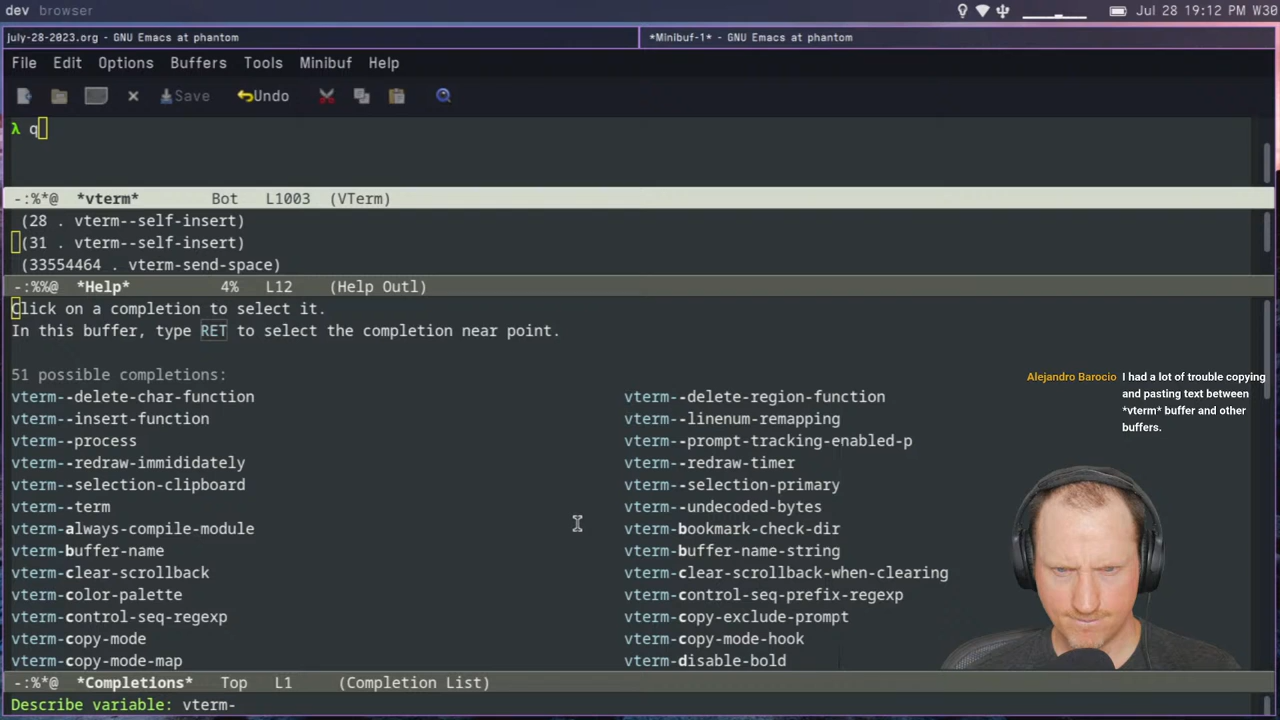 dev browser Jul 28 19:12 PM W30
july-28-2023.org - GNU Emacs at phantom *Minibuf-1* - GNU Emacs at phantom
File Edit Options Buffers Tools Minibuf Help
Save Undo
λ q
-:%*@ *vterm* Bot L1003 (VTerm)
(28 . vterm--self-insert)
(31 . vterm--self-insert)
(33554464 . vterm-send-space)
-:%%@ *Help* 4% L12 (Help Outl)
Click on a completion to select it.
In this buffer, type RET to select the completion near point.
51 possible completions:
vterm--delete-char-function vterm--delete-region-function
vterm--insert-function vterm--linenum-remapping
vterm--process vterm--prompt-tracking-enabled-p
vterm--redraw-immididately vterm--redraw-timer
vterm--selection-clipboard vterm--selection-primary
vterm--term vterm--undecoded-bytes
vterm-always-compile-module vterm-bookmark-check-dir
vterm-buffer-name vterm-buffer-name-string
vterm-clear-scrollback vterm-clear-scrollback-when-clearing
vterm-color-palette vterm-control-seq-prefix-regexp
vterm-control-seq-regexp vterm-copy-exclude-prompt
vterm-copy-mode vterm-copy-mode-hook
vterm-copy-mode-map vterm-disable-bold
-:%*@ *Completions* Top L1 (Completion List)
Describe variable: vterm-
Alejandro Barocio I had a lot of trouble copying
and pasting text between
*vterm* buffer and other
buffers.